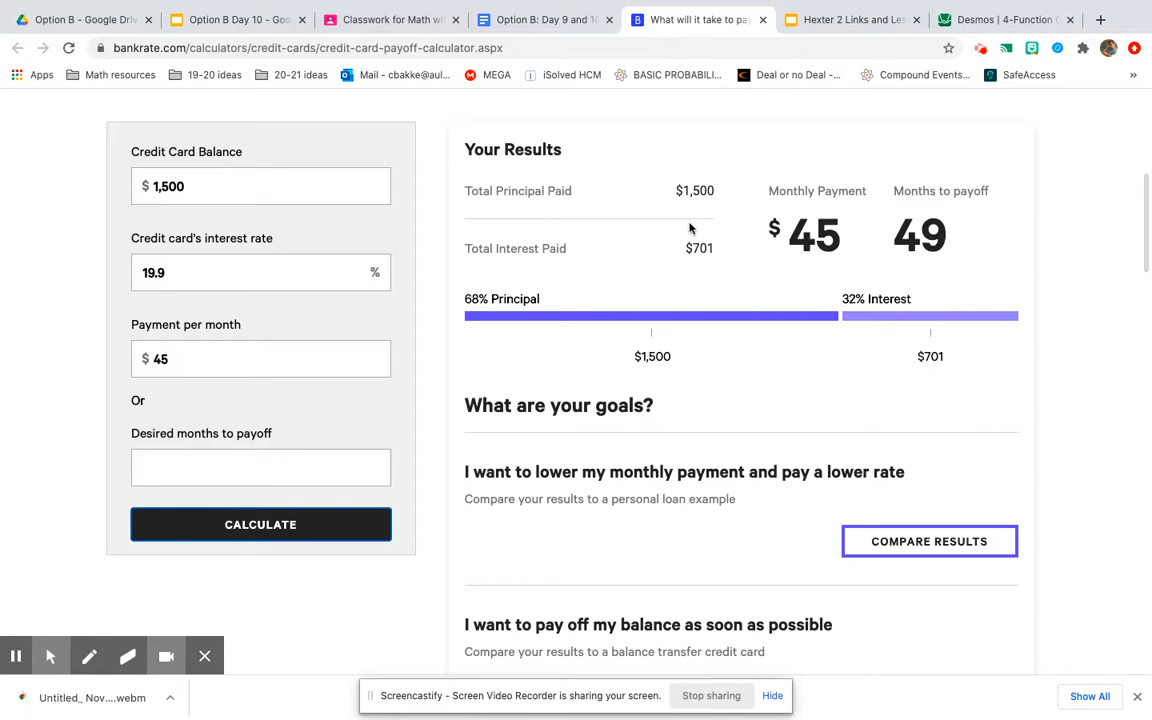 Option B - Google Driv
Option B Day 10 - Goo
Classwork for Math wi
Option B: Day 9 and 10
What will it take to pay
Hexter 2 Links and Les
Desmos | 4-Function C
bankrate.com/calculators/credit-cards/credit-card-payoff-calculator.aspx
Apps
Math resources
19-20 ideas
20-21 ideas
Mail - cbakke@aul...
MEGA
iSolved HCM
BASIC PROBABILI...
Deal or no Deal -...
Compound Events...
SafeAccess
»
Credit Card Balance
$ 1,500
Credit card's interest rate
19.9 %
Payment per month
$ 45
Or
Desired months to payoff
CALCULATE
Your Results
Total Principal Paid $1,500
Total Interest Paid $701
Monthly Payment
$ 45
Months to payoff
49
68% Principal
32% Interest
$1,500
$701
What are your goals?
I want to lower my monthly payment and pay a lower rate
Compare your results to a personal loan example
COMPARE RESULTS
I want to pay off my balance as soon as possible
Compare your results to a balance transfer credit card
Untitled_ Nov....webm
Screencastify - Screen Video Recorder is sharing your screen.
Stop sharing
Hide
Show All